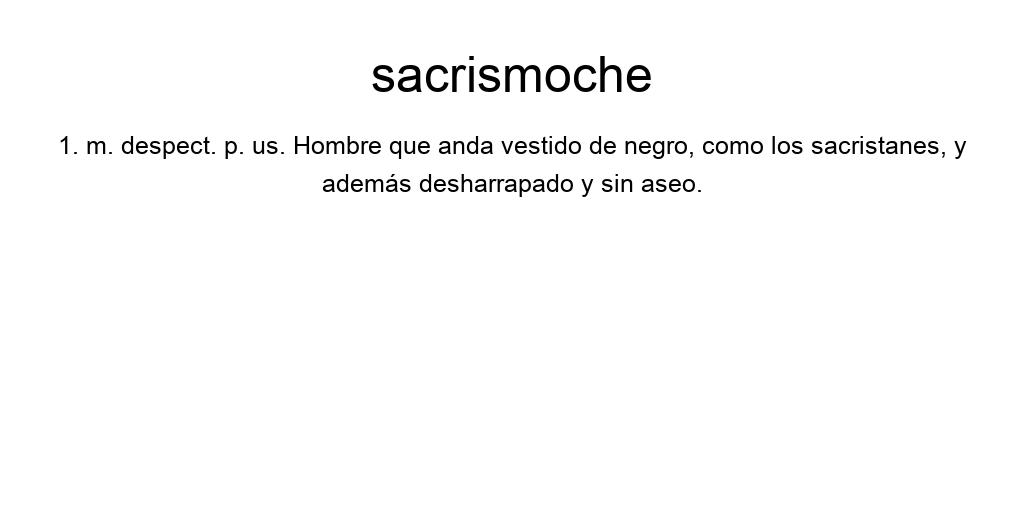 sacrismoche
1. m. despect. p. us. Hombre que anda vestido de negro, como los sacristanes, y
además desharrapado y sin aseo.